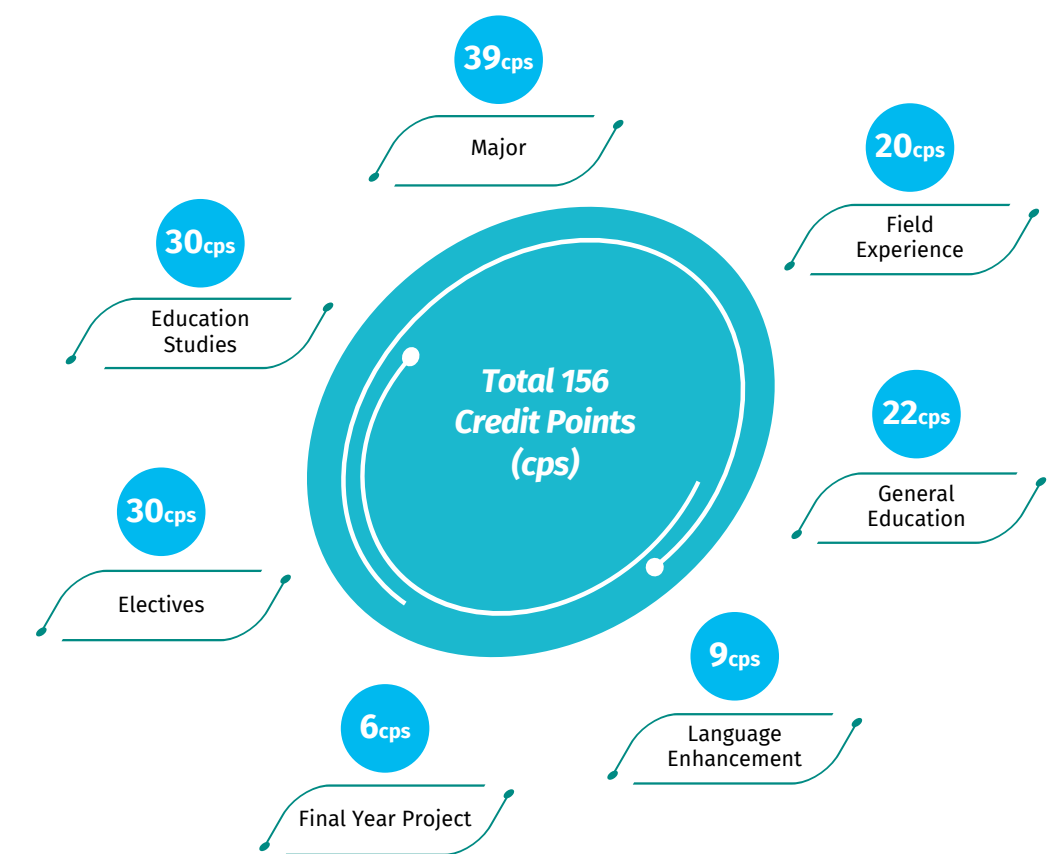 39cps
Major
20cps
Field
Experience
30cps
Education
Studies
Total 156
Credit Points
(cps)
22cps
General
Education
30cps
Electives
9cps
Language
Enhancement
6cps
Final Year Project